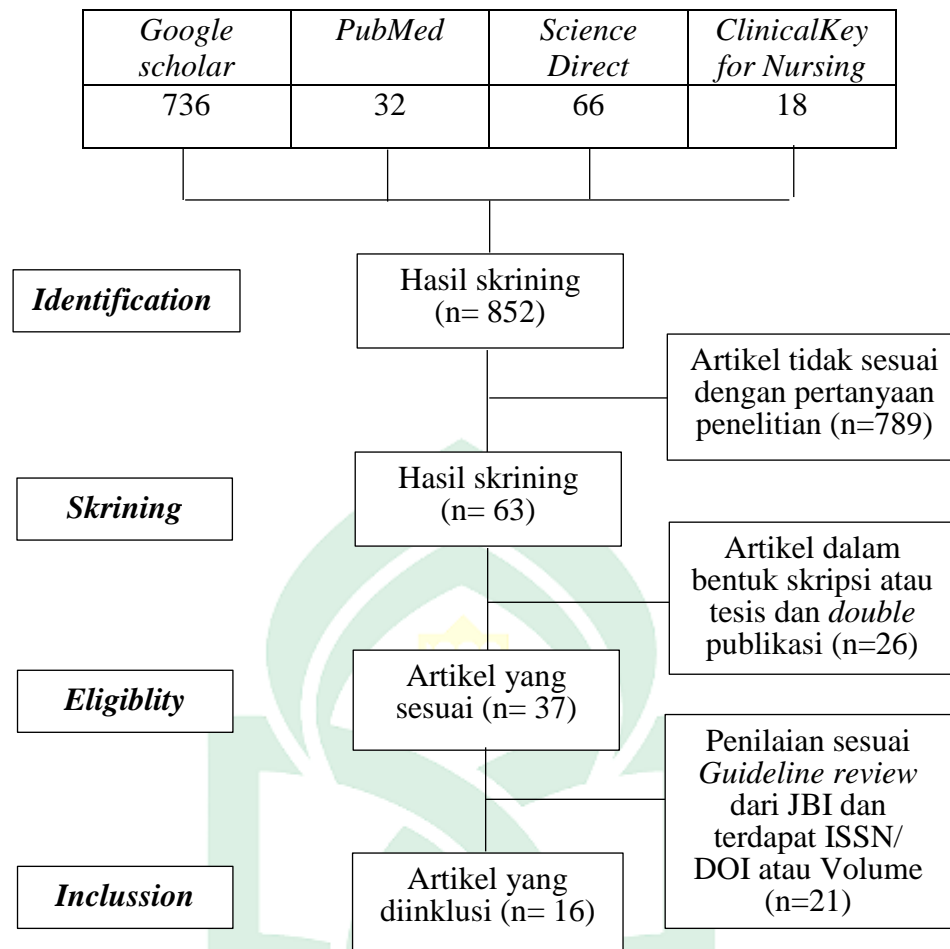 Google scholar
PubMed
Science Direct
ClinicalKey for Nursing
736
32
66
18
Identification
Hasil skrining
(n= 852)
Artikel tidak sesuai
dengan pertanyaan
penelitian (n=789)
Skrining
Hasil skrining
(n= 63)
Artikel dalam
bentuk skripsi atau
tesis dan double
publikasi (n=26)
Eligiblity
Artikel yang
sesuai (n= 37)
Penilaian sesuai
Guideline review
dari JBI dan
terdapat ISSN/
DOI atau Volume
(n=21)
Inclussion
Artikel yang
diinklusi (n= 16)